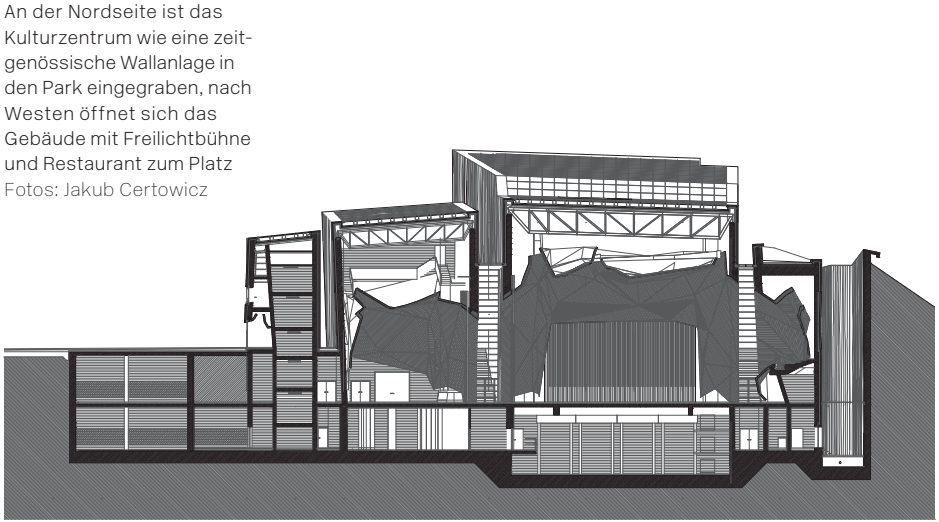 An der Nordseite ist das
Kulturzentrum wie eine zeit-
genössische Wallanlage in
den Park eingegraben, nach
Westen öffnet sich das
Gebäude mit Freilichtbühne
und Restaurant zum Platz
Fotos: Jakub Certowicz